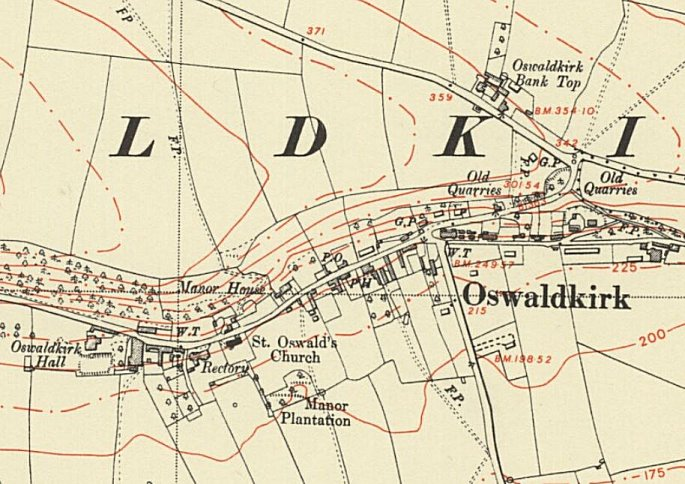 F.P.
371
Oswaldkirk
Bank Top
359
B.M.354·10
L D K I
F.P.
342
G.P.
Old
Quarries
301·54
Old
Quarries
G.P.
F.P.
P.O.
W.T
B.M.249·57
225
Manor House
P.H
Oswaldkirk
215
W.T
St. Oswald's
Church
200
Oswaldkirk
Hall
Rectory
B.M.198·52
F.P.
Manor
Plantation
175